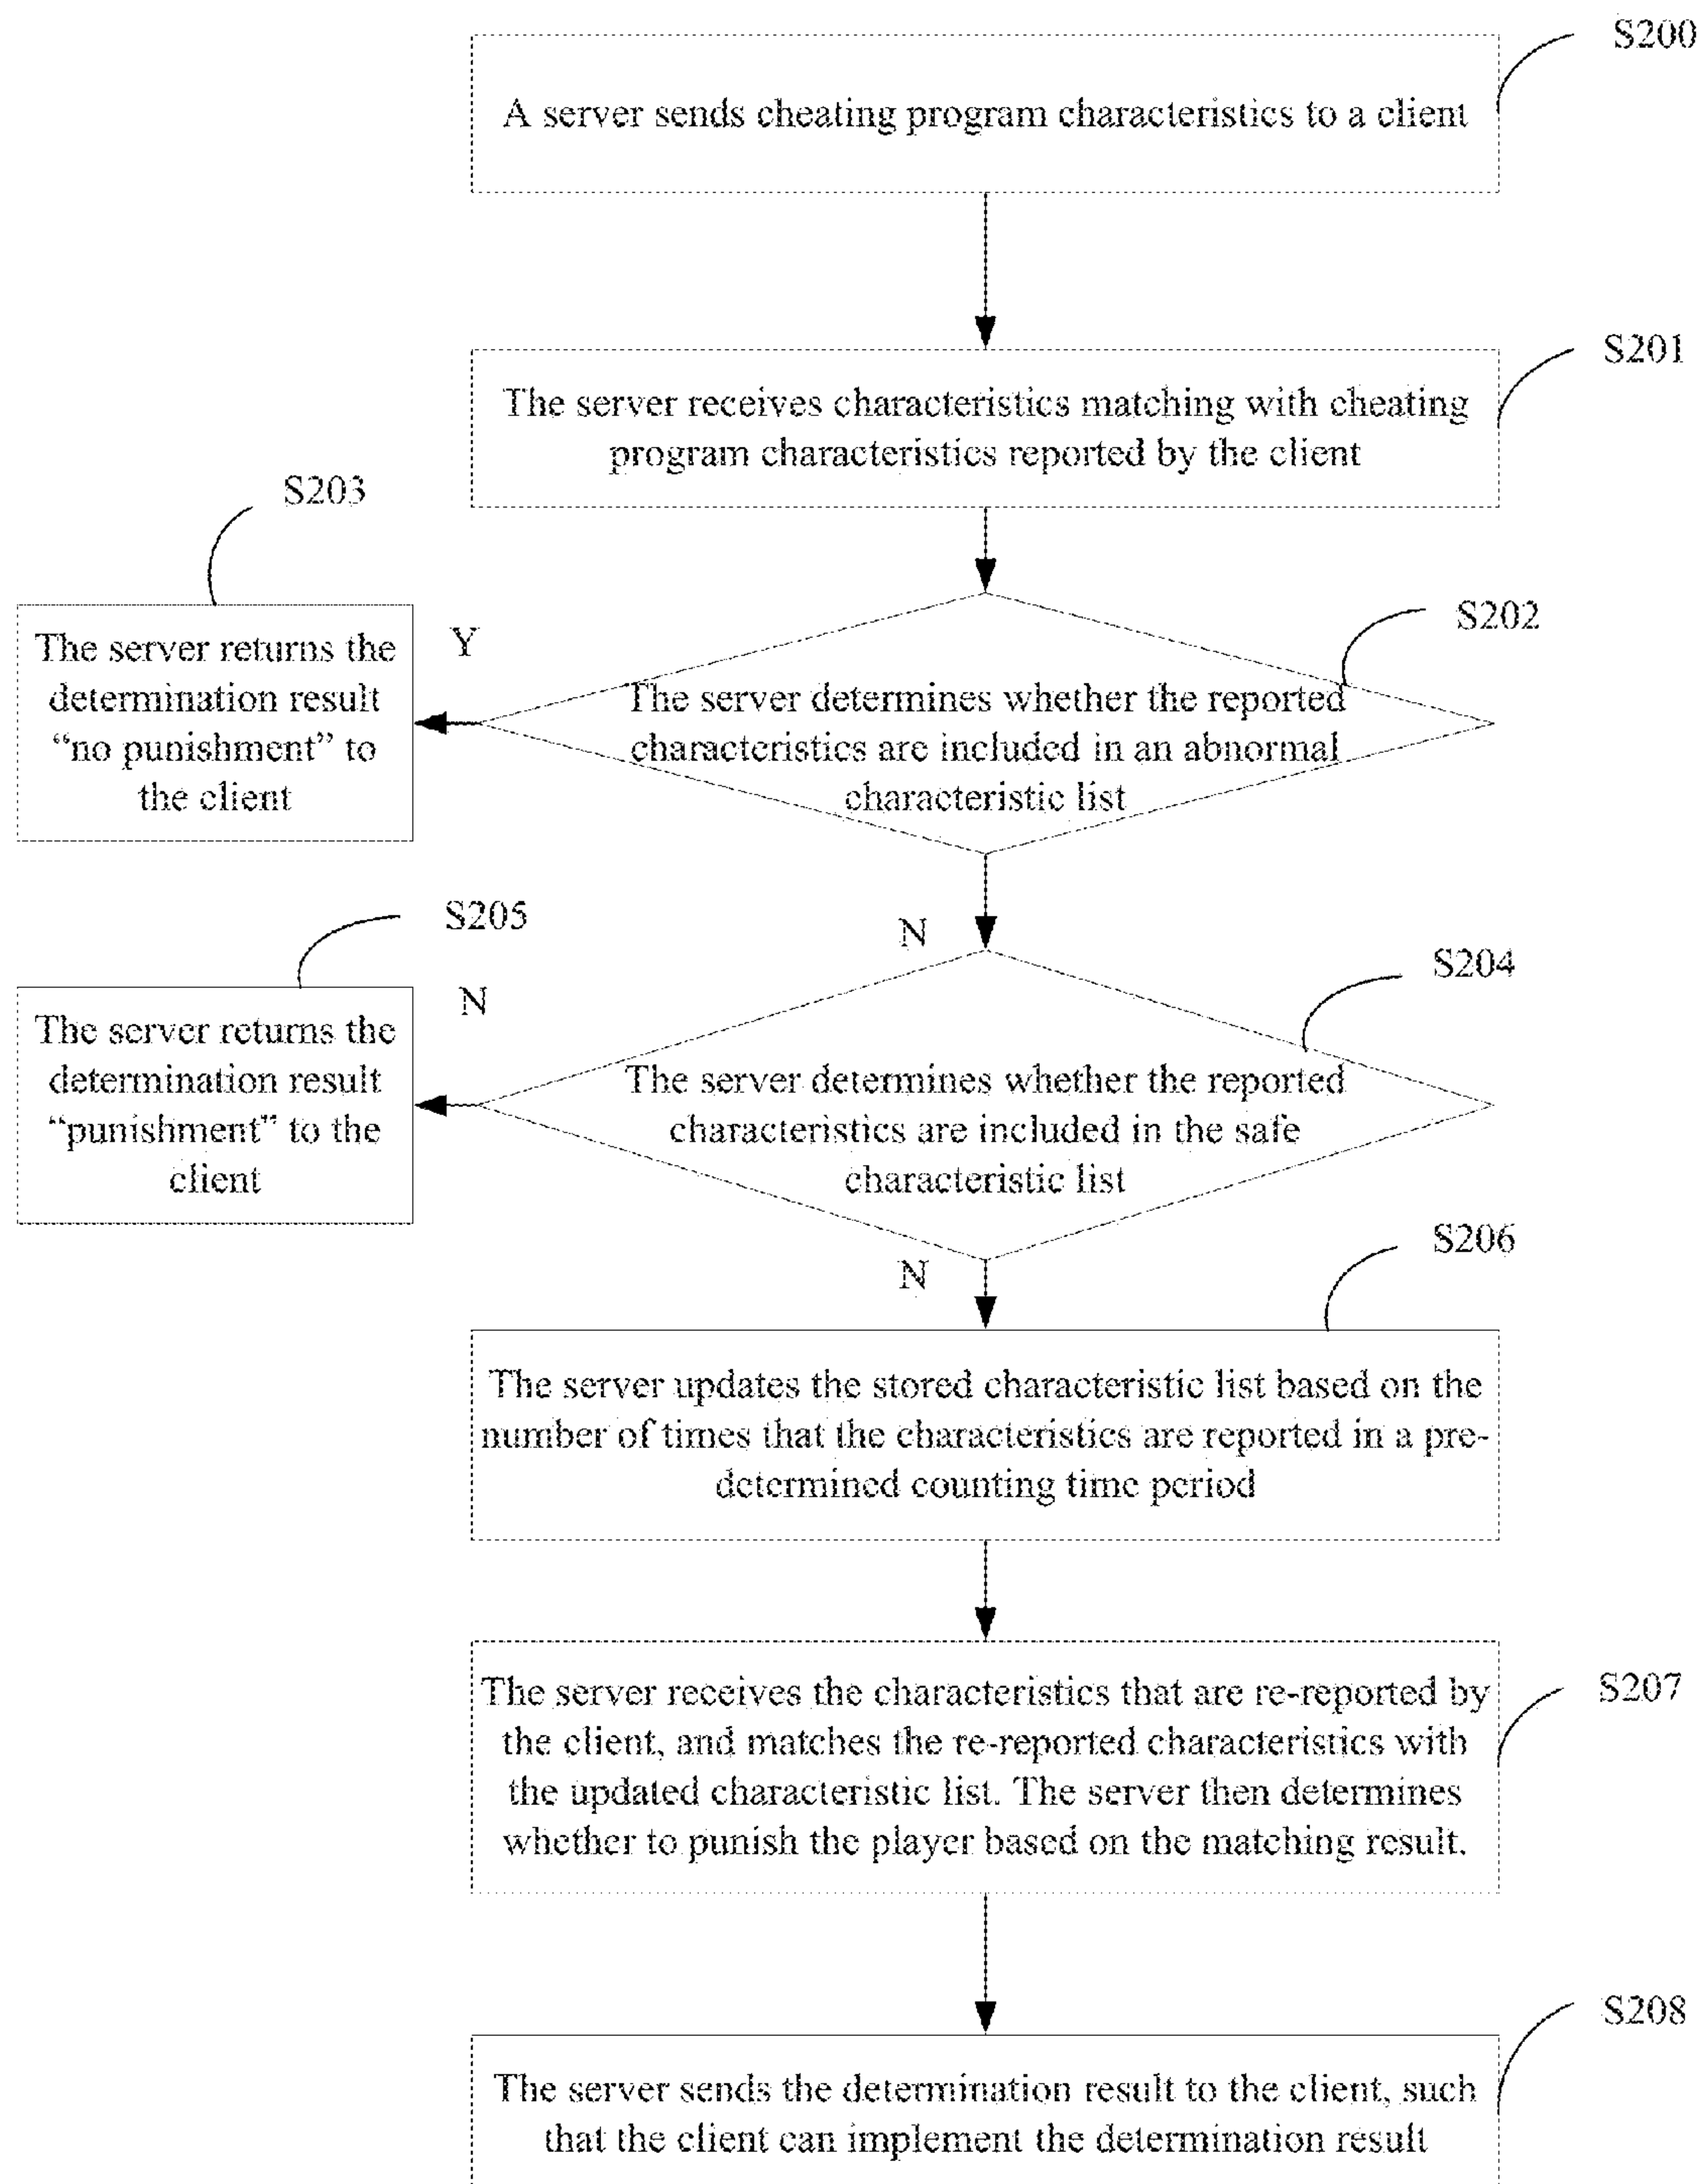 S200
A server sends cheating program characteristics to a client
S201
The server receives characteristics matching with cheating
program characteristics reported by the client
S203
The server returns the
determination result
“no punishment” to
the client
Y
S202
The server determines whether the reported
characteristics are included in an abnormal
characteristic list
N
S205
The server returns the
determination result
“punishment” to the
client
N
S204
The server determines whether the reported
characteristics are included in the safe
characteristic list
N
S206
The server updates the stored characteristic list based on the
number of times that the characteristics are reported in a pre-
determined counting time period
S207
The server receives the characteristics that are re-reported by
the client, and matches the re-reported characteristics with
the updated characteristic list. The server then determines
whether to punish the player based on the matching result.
S208
The server sends the determination result to the client, such
that the client can implement the determination result